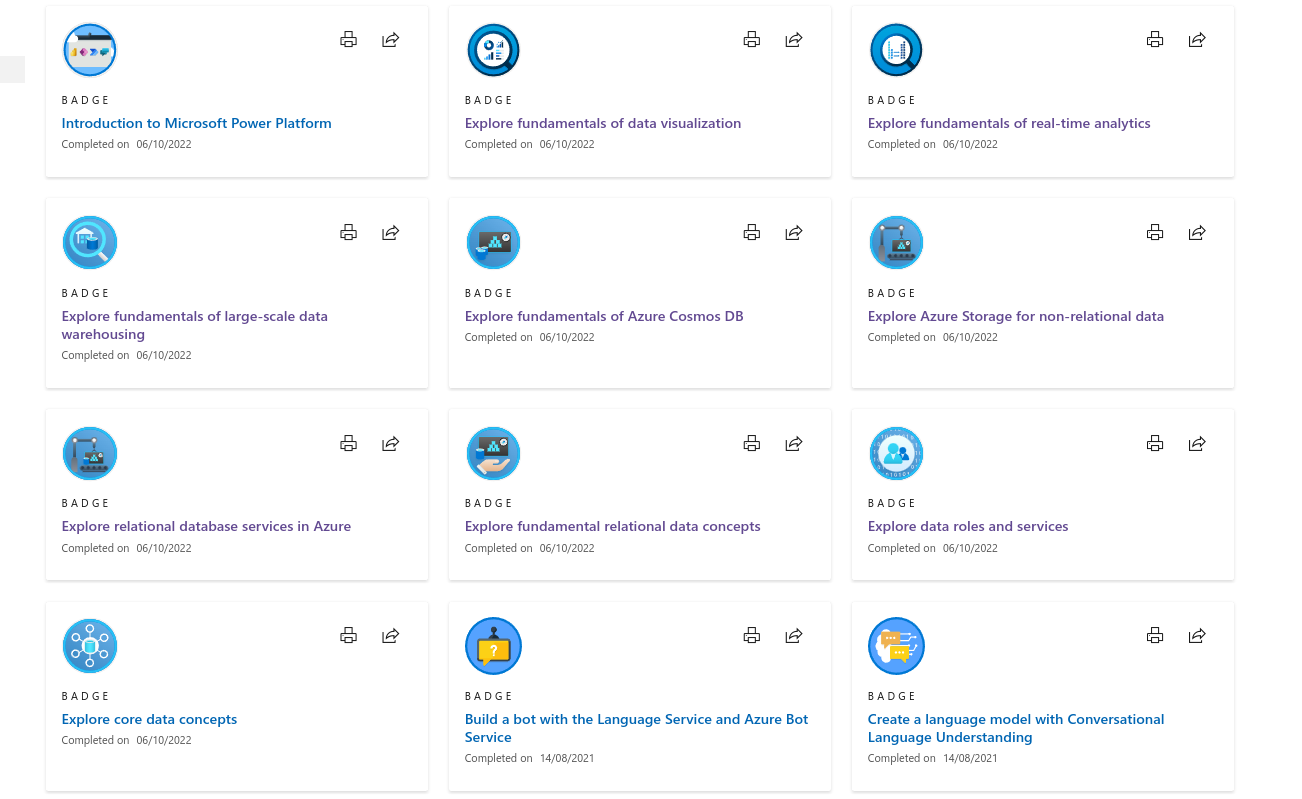 BADGE
Introduction to Microsoft Power Platform
Completed on 06/10/2022
BADGE
Explore fundamentals of data visualization
Completed on 06/10/2022
BADGE
Explore fundamentals of real-time analytics
Completed on 06/10/2022
BADGE
Explore fundamentals of large-scale data
warehousing
Completed on 06/10/2022
BADGE
Explore fundamentals of Azure Cosmos DB
Completed on 06/10/2022
BADGE
Explore Azure Storage for non-relational data
Completed on 06/10/2022
BADGE
Explore relational database services in Azure
Completed on 06/10/2022
BADGE
Explore fundamental relational data concepts
Completed on 06/10/2022
BADGE
Explore data roles and services
Completed on 06/10/2022
BADGE
Explore core data concepts
Completed on 06/10/2022
?
BADGE
Build a bot with the Language Service and Azure Bot
Service
Completed on 14/08/2021
BADGE
Create a language model with Conversational
Language Understanding
Completed on 14/08/2021